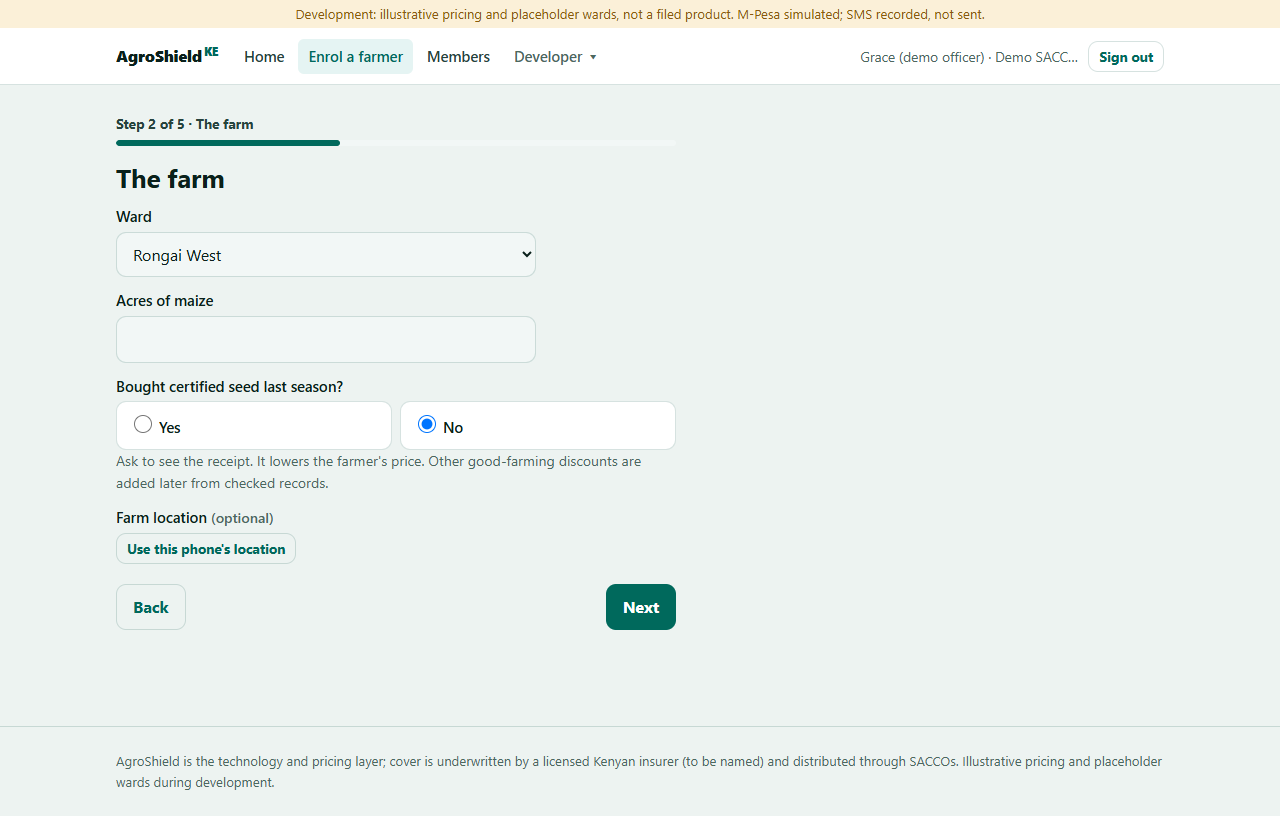 Development: illustrative pricing and placeholder wards, not a filed product. M-Pesa simulated; SMS recorded, not sent.
AgroShield KE
Home
Enrol a farmer
Members
Developer
Grace (demo officer) · Demo SACC...
Sign out
Step 2 of 5 · The farm
The farm
Ward
Rongai West
Acres of maize
Bought certified seed last season?
Yes
No
Ask to see the receipt. It lowers the farmer's price. Other good-farming discounts are
added later from checked records.
Farm location (optional)
Use this phone's location
Back
Next
AgroShield is the technology and pricing layer; cover is underwritten by a licensed Kenyan insurer (to be named) and distributed through SACCOs. Illustrative pricing and placeholder
wards during development.